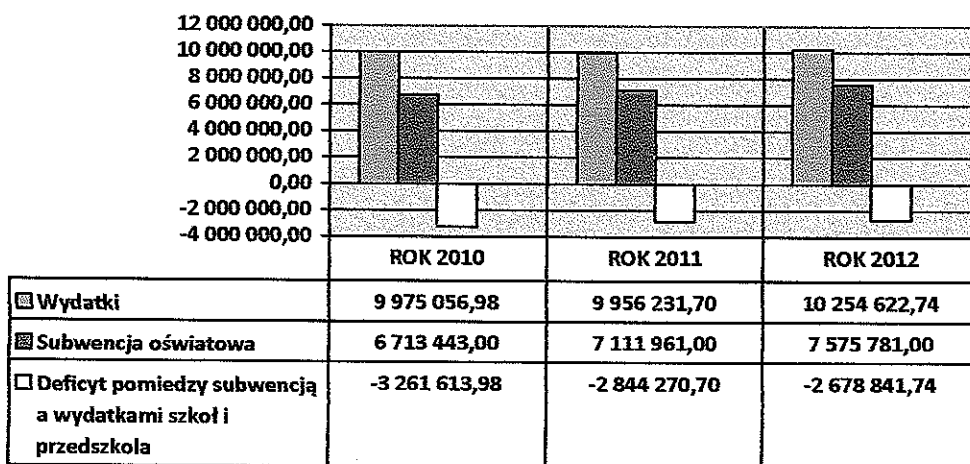 12 000 000,00
10 000 000,00
8 000 000,00
6 000 000,00
4 000 000,00
2 000 000,00
0,00
-2 000 000,00
-4 000 000,00
ROK 2010 ROK 2011 ROK 2012
Wydatki 9 975 056,98 9 956 231,70 10 254 622,74
Subwencja oświatowa 6 713 443,00 7 111 961,00 7 575 781,00
Deficyt pomiedzy subwencją -3 261 613,98 -2 844 270,70 -2 678 841,74
a wydatkami szkoł i
przedszkola